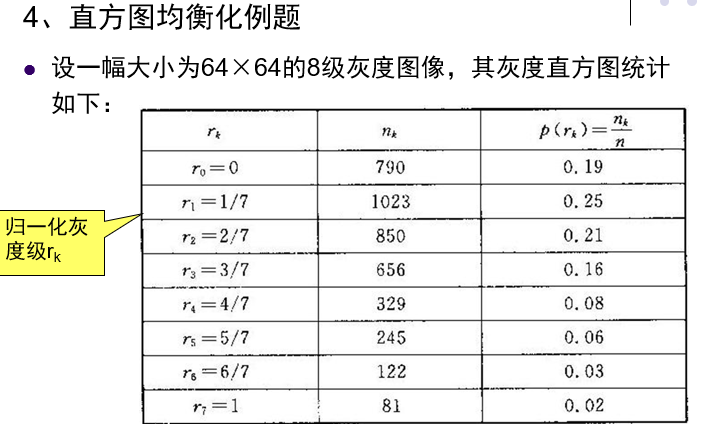 4、直方图均衡化例题
设一幅大小为64×64的8级灰度图像，其灰度直方图统计
如下：
r_k n_k p(r_k)=n_k/n
r_0=0 790 0.19
r_1=1/7 1023 0.25
r_2=2/7 850 0.21
r_3=3/7 656 0.16
r_4=4/7 329 0.08
r_5=5/7 245 0.06
r_6=6/7 122 0.03
r_7=1 81 0.02
归一化灰
度级r_k